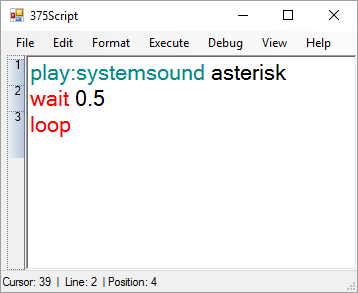 375Script
File Edit Format Execute Debug View Help
1 play:systemsound asterisk
2 wait 0.5
3 loop
Cursor: 39 | Line: 2 | Position: 4